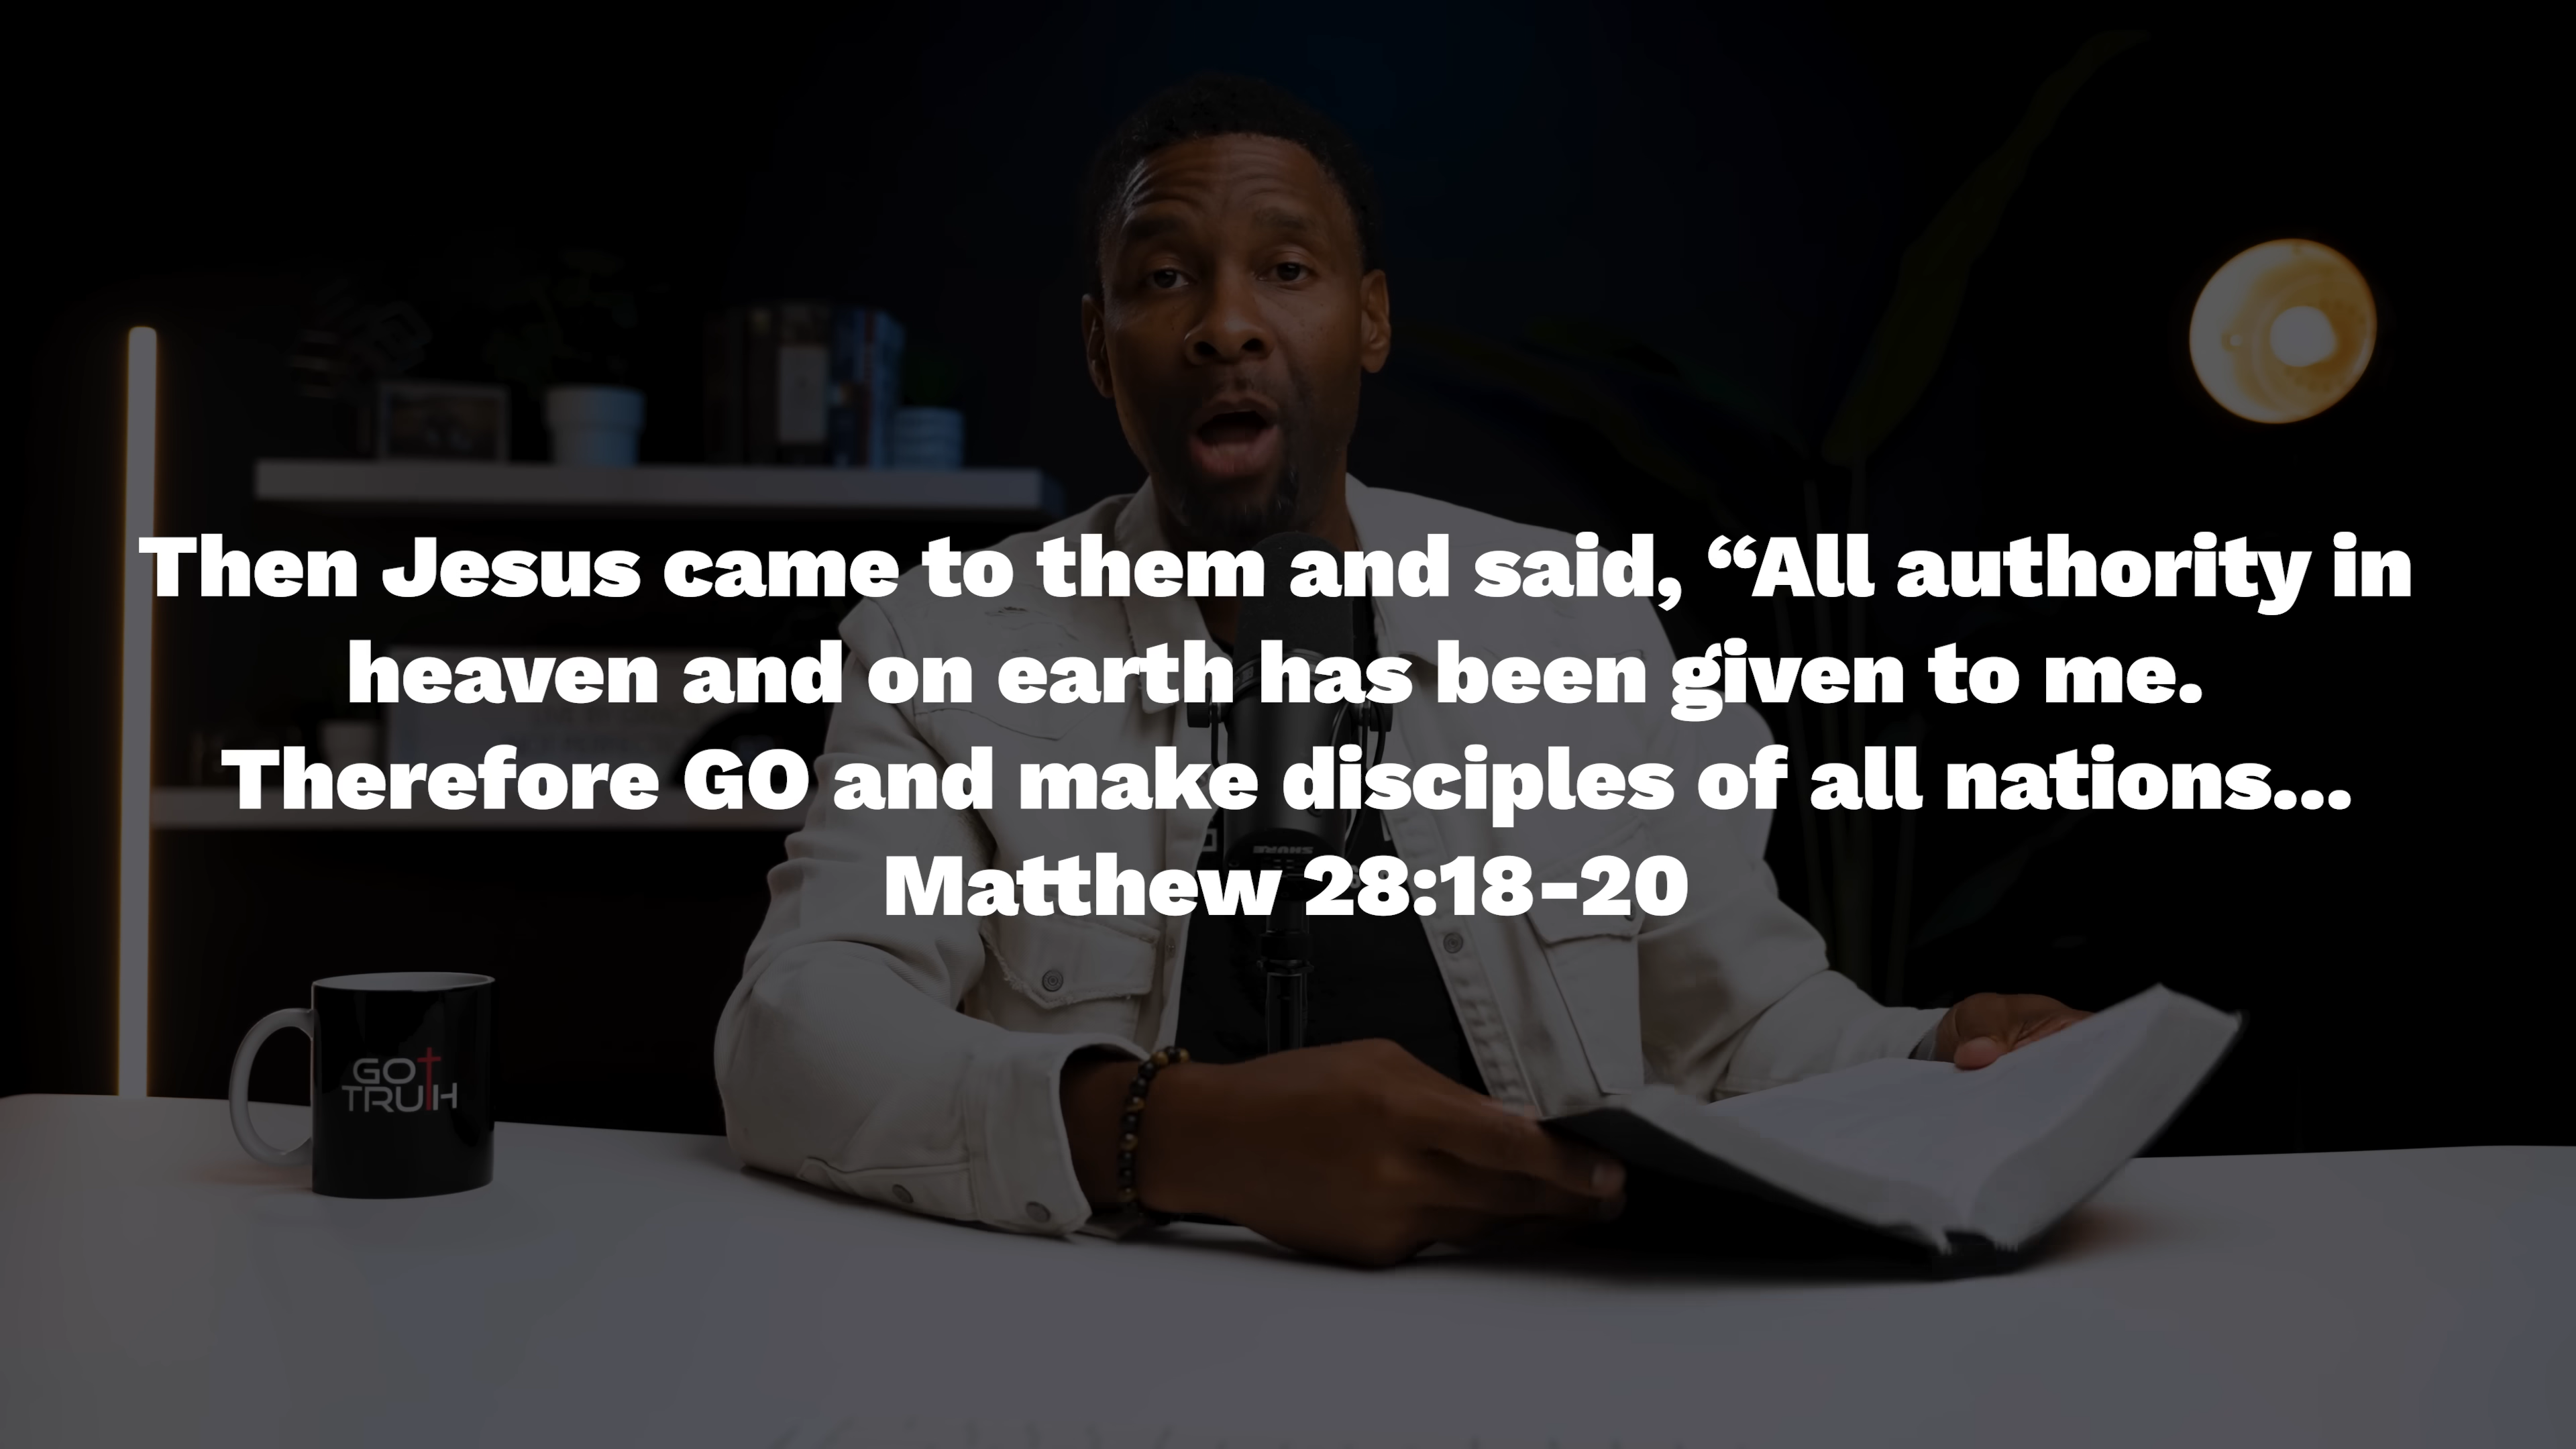 Then Jesus came to them and said, “All authority in
heaven and on earth has been given to me.
Therefore GO and make disciples of all nations...
Matthew 28:18-20
SHURE
GOT
TRUTH